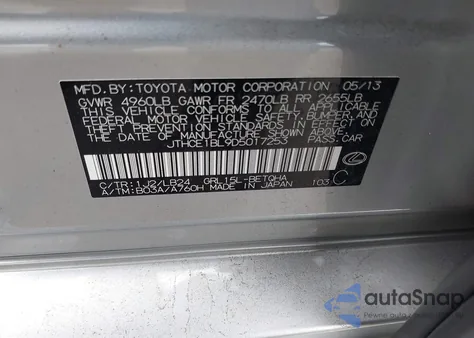 MFD.BY:TOYOTA MOTOR CORPORATION 05/13
GVWR 4960LB GAWR FR 2470LB RR 2655LB
THIS VEHICLE CONFORMS TO ALL APPLICABLE
FEDERAL MOTOR VEHICLE SAFETY, BUMPER, AND
THEFT PREVENTION STANDARDS IN EFFECT ON
THE DATE OF MANUFACTURE SHOWN ABOVE.
JTHCE1BL9D5017253 PASS.CAR
C/TR:1J2/LB24 GRL15L-BETQHA
A/TM:B03A/A760H MADE IN JAPAN 103 C
autaSnap